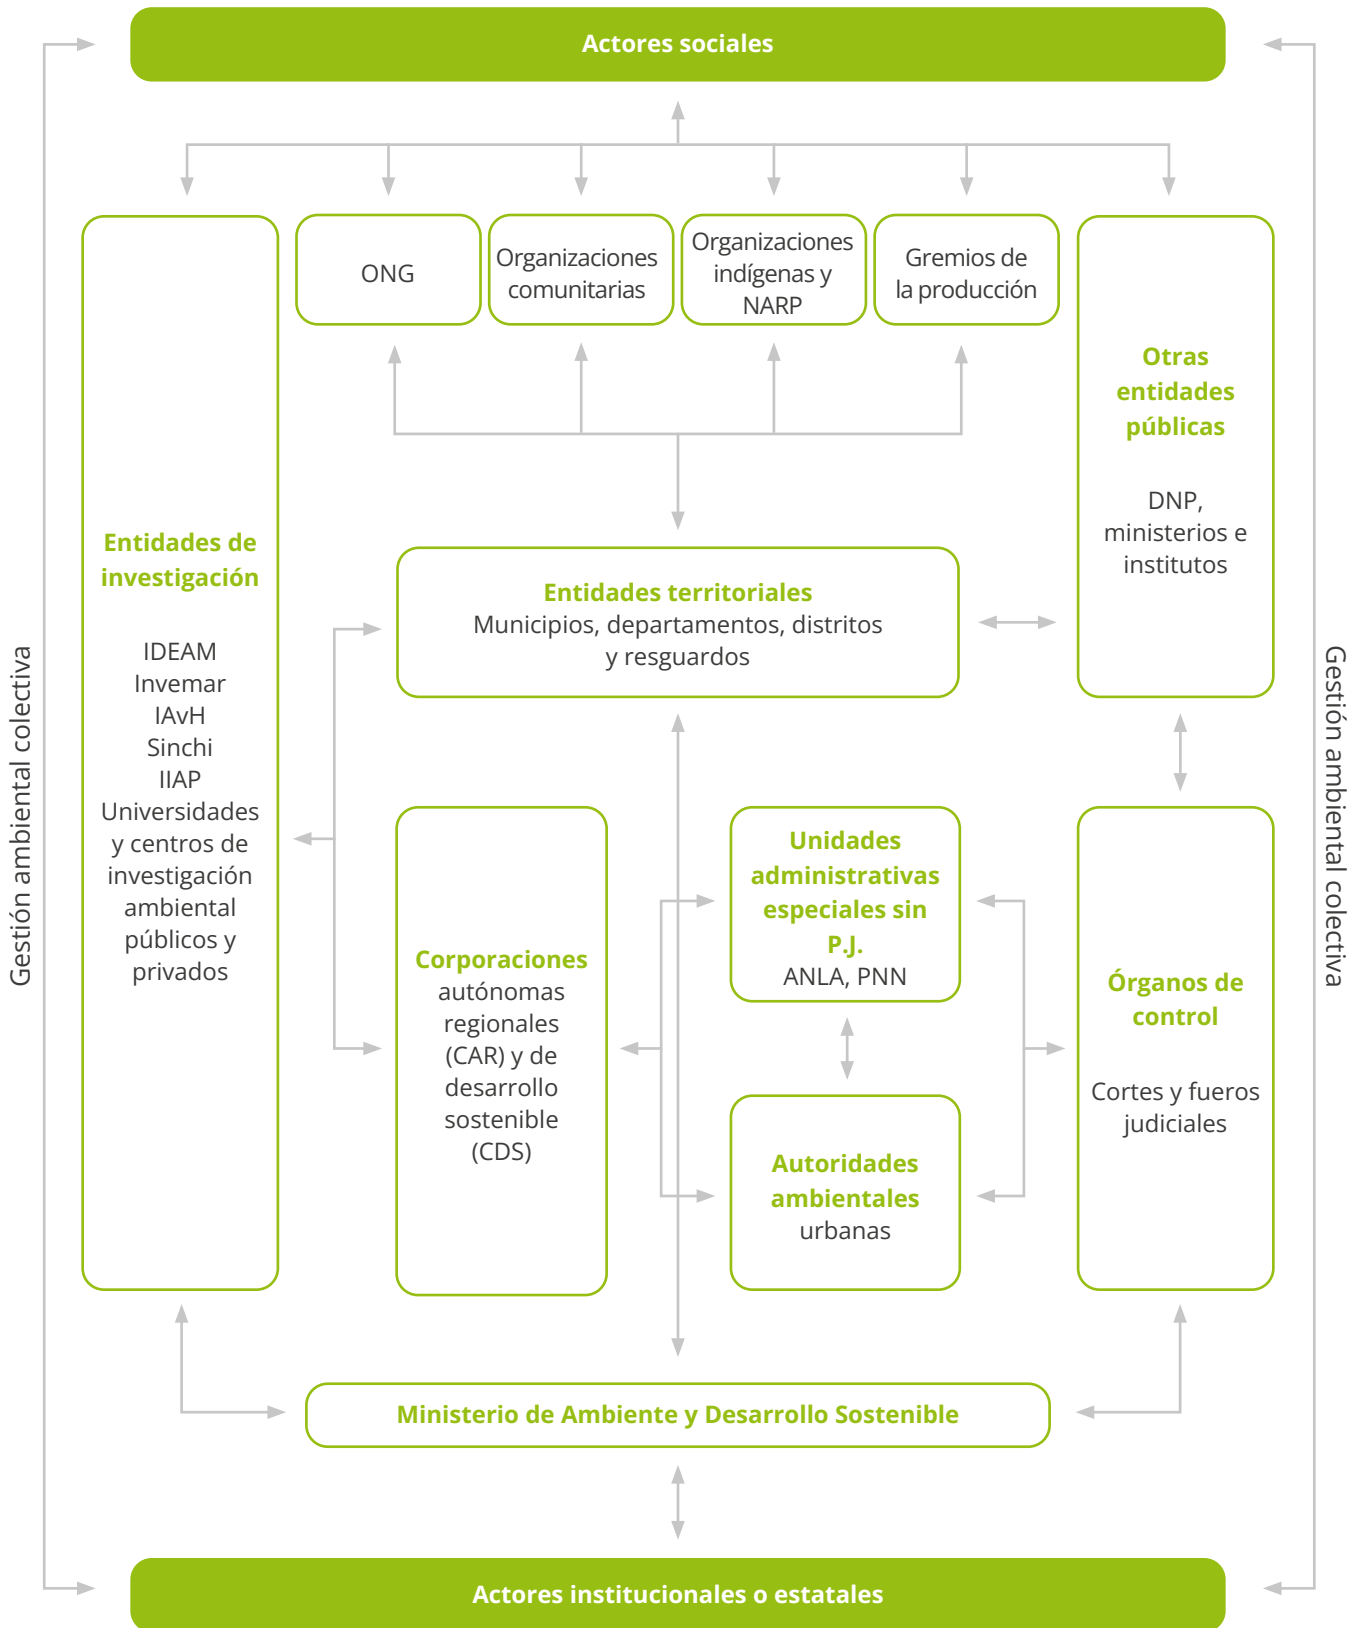 Actores sociales
ONG
Organizaciones
comunitarias
Organizaciones
indígenas y
NARP
Gremios de
la producción
Otras
entidades
públicas
DNP,
ministerios e
institutos
Entidades de
investigación
IDEAM
Invemar
IAvH
Sinchi
IIAP
Universidades
y centros de
investigación
ambiental
públicos y
privados
Entidades territoriales
Municipios, departamentos, distritos
y resguardos
Gestión ambiental colectiva
Gestión ambiental colectiva
Corporaciones
autónomas
regionales
(CAR) y de
desarrollo
sostenible
(CDS)
Unidades
administrativas
especiales sin
P.J.
ANLA, PNN
Autoridades
ambientales
urbanas
Órganos de
control
Cortes y fueros
judiciales
Ministerio de Ambiente y Desarrollo Sostenible
Actores institucionales o estatales